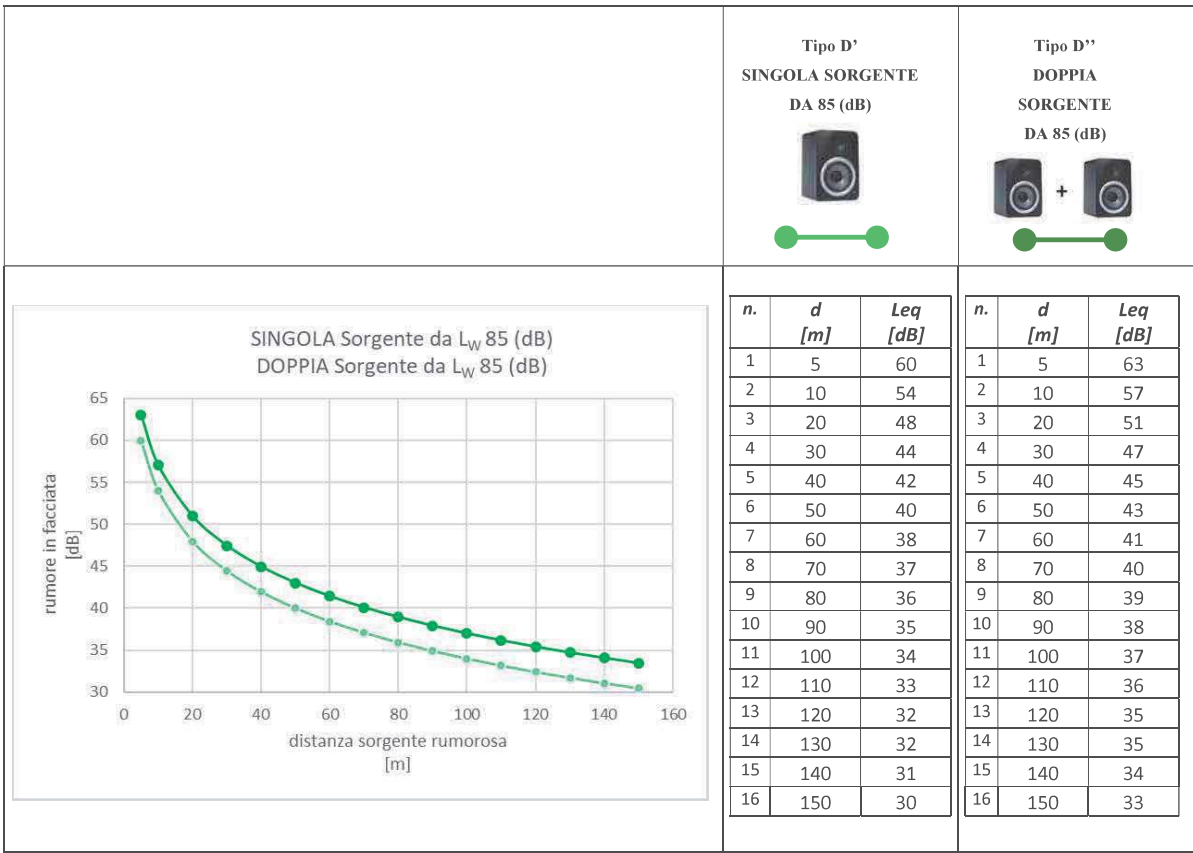 Tipo D’
SINGOLA SORGENTE
DA 85 (dB)
Tipo D’’
DOPPIA
SORGENTE
DA 85 (dB)
+
SINGOLA Sorgente da LW 85 (dB)
DOPPIA Sorgente da LW 85 (dB)
rumore in facciata
[dB]
65
60
55
50
45
40
35
30
0 20 40 60 80 100 120 140 160
distanza sorgente rumorosa
[m]
n. d Leq
[m] [dB]
1 5 60
2 10 54
3 20 48
4 30 44
5 40 42
6 50 40
7 60 38
8 70 37
9 80 36
10 90 35
11 100 34
12 110 33
13 120 32
14 130 32
15 140 31
16 150 30
n. d Leq
[m] [dB]
1 5 63
2 10 57
3 20 51
4 30 47
5 40 45
6 50 43
7 60 41
8 70 40
9 80 39
10 90 38
11 100 37
12 110 36
13 120 35
14 130 35
15 140 34
16 150 33